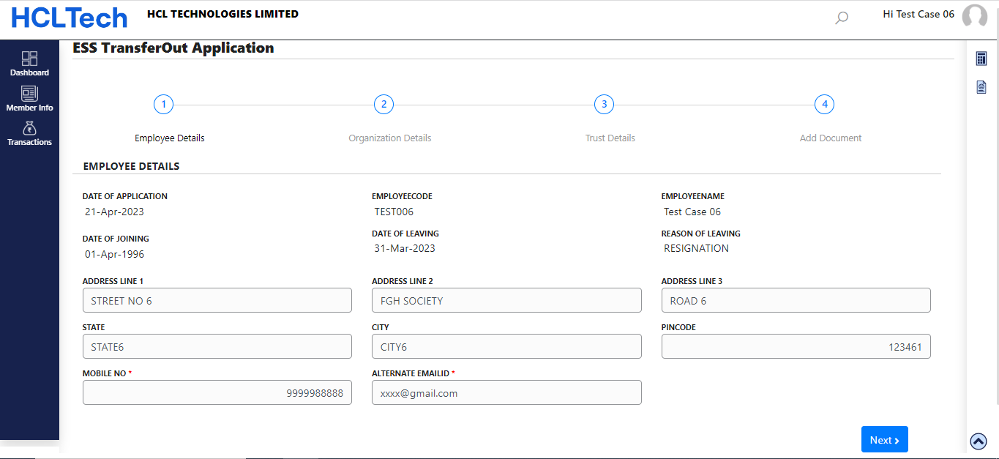 HCLTech
HCL TECHNOLOGIES LIMITED
Hi Test Case 06
Dashboard
Member Info
Transactions
ESS TransferOut Application
1 2 3 4
Employee Details Organization Details Trust Details Add Document
EMPLOYEE DETAILS
DATE OF APPLICATION EMPLOYEECODE EMPLOYEENAME
21-Apr-2023 TEST006 Test Case 06
DATE OF JOINING DATE OF LEAVING REASON OF LEAVING
01-Apr-1996 31-Mar-2023 RESIGNATION
ADDRESS LINE 1 ADDRESS LINE 2 ADDRESS LINE 3
STREET NO 6 FGH SOCIETY ROAD 6
STATE CITY PINCODE
STATE6 CITY6 123461
MOBILE NO * ALTERNATE EMAILID *
9999988888 xxxx@gmail.com
Next